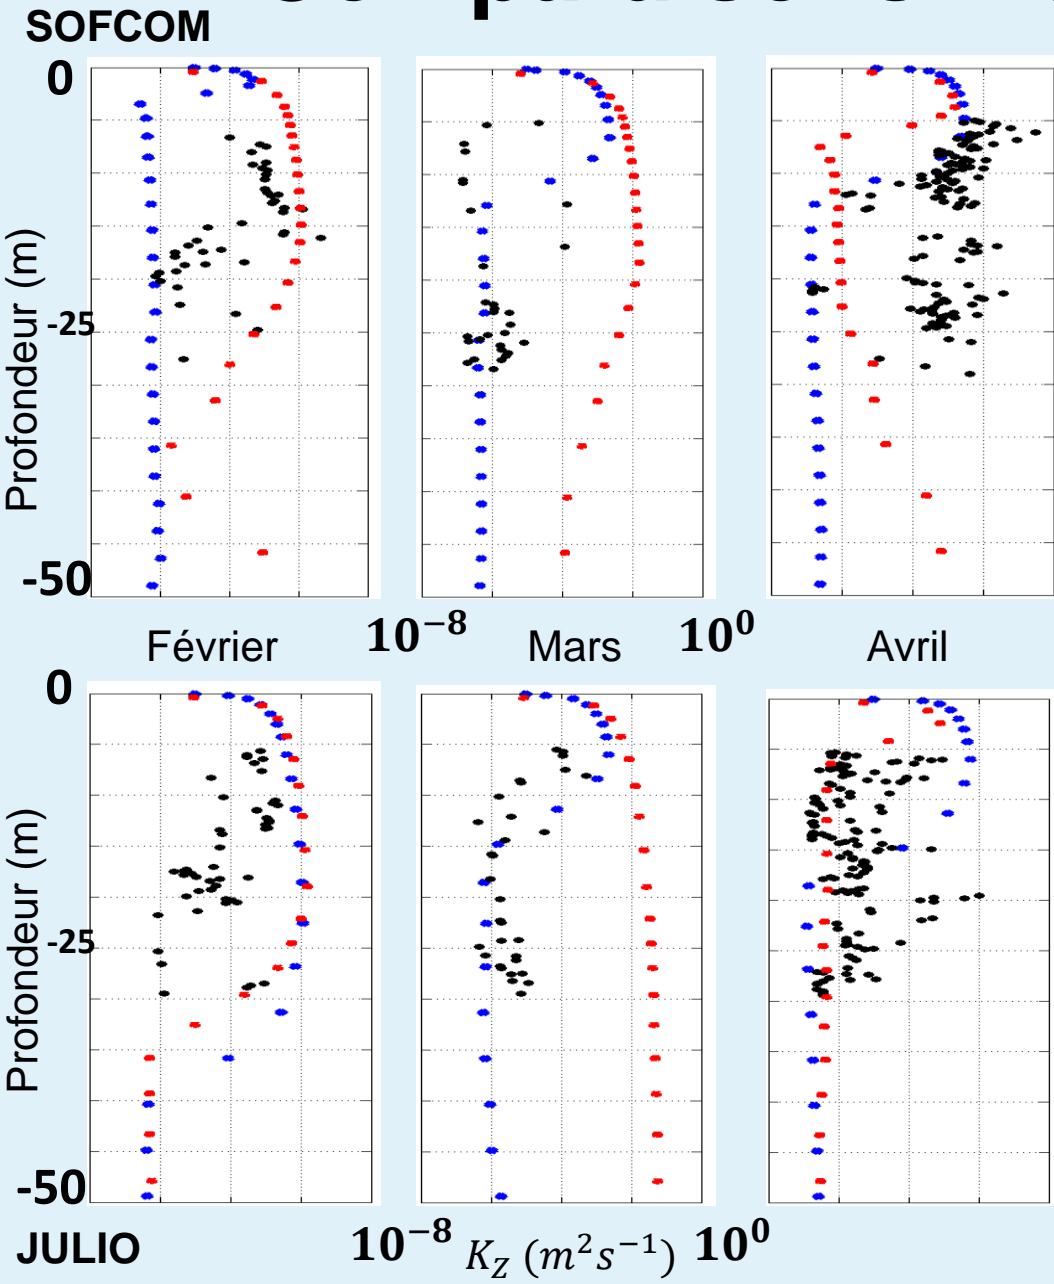 SOFCOM
0
Profondeur (m)
-25
-50
Février
10⁻⁸
Mars
10⁰
Avril
0
Profondeur (m)
-25
-50
JULIO
10⁻⁸
K_Z (m²s⁻¹)
10⁰